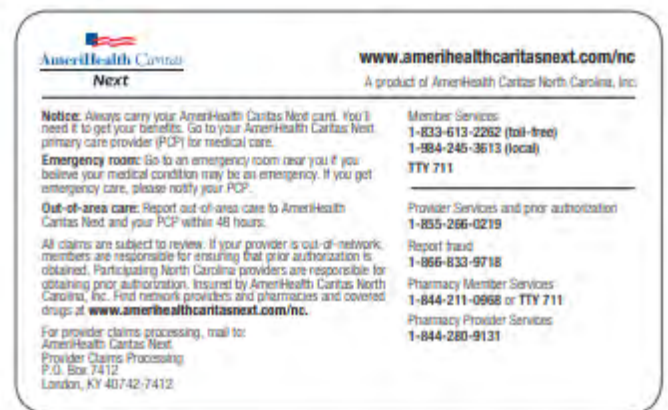 AmeriHealth Caritas
Next
www.amerihealthcaritasnext.com/nc
A product of AmeriHealth Caritas North Carolina, Inc.
Notice: Always carry your AmeriHealth Caritas Next card. You'll
need it to get your benefits. Go to your AmeriHealth Caritas Next
primary care provider (PCP) for medical care.
Emergency room: Go to an emergency room near you if you
believe your medical condition may be an emergency. If you get
emergency care, please notify your PCP.
Out-of-area care: Report out-of-area care to AmeriHealth
Caritas Next and your PCP within 48 hours.
All claims are subject to review. If your provider is out-of-network,
members are responsible for ensuring that prior authorization is
obtained. Participating North Carolina providers are responsible for
obtaining prior authorization. Insured by AmeriHealth Caritas North
Carolina, Inc. Find network providers and pharmacies and covered
drugs at www.amerihealthcaritasnext.com/nc.
For provider claims processing, mail to:
AmeriHealth Caritas Next
Provider Claims Processing
P.O. Box 7412
London, KY 40742-7412
Member Services
1-833-613-2262 (toll-free)
1-984-245-3613 (local)
TTY 711
Provider Services and prior authorization
1-855-266-0219
Report fraud
1-866-833-9718
Pharmacy Member Services
1-844-211-0968 or TTY 711
Pharmacy Provider Services
1-844-280-9131